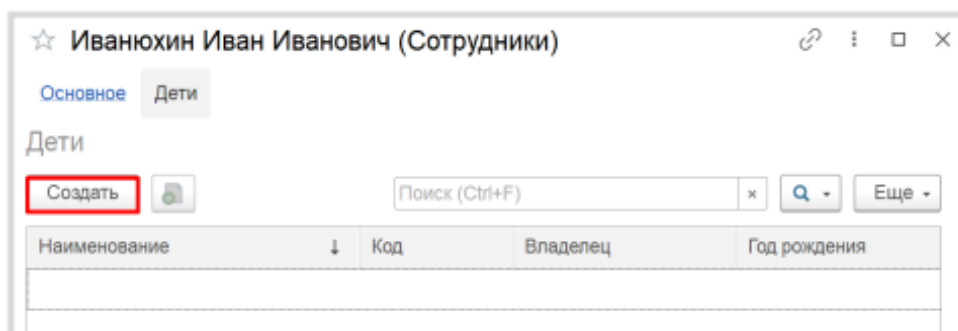 Иванюхин Иван Иванович (Сотрудники)
Основное Дети
Дети
Создать Поиск (Ctrl+F) × Еще
Наименование ↓ Код Владелец Год рождения